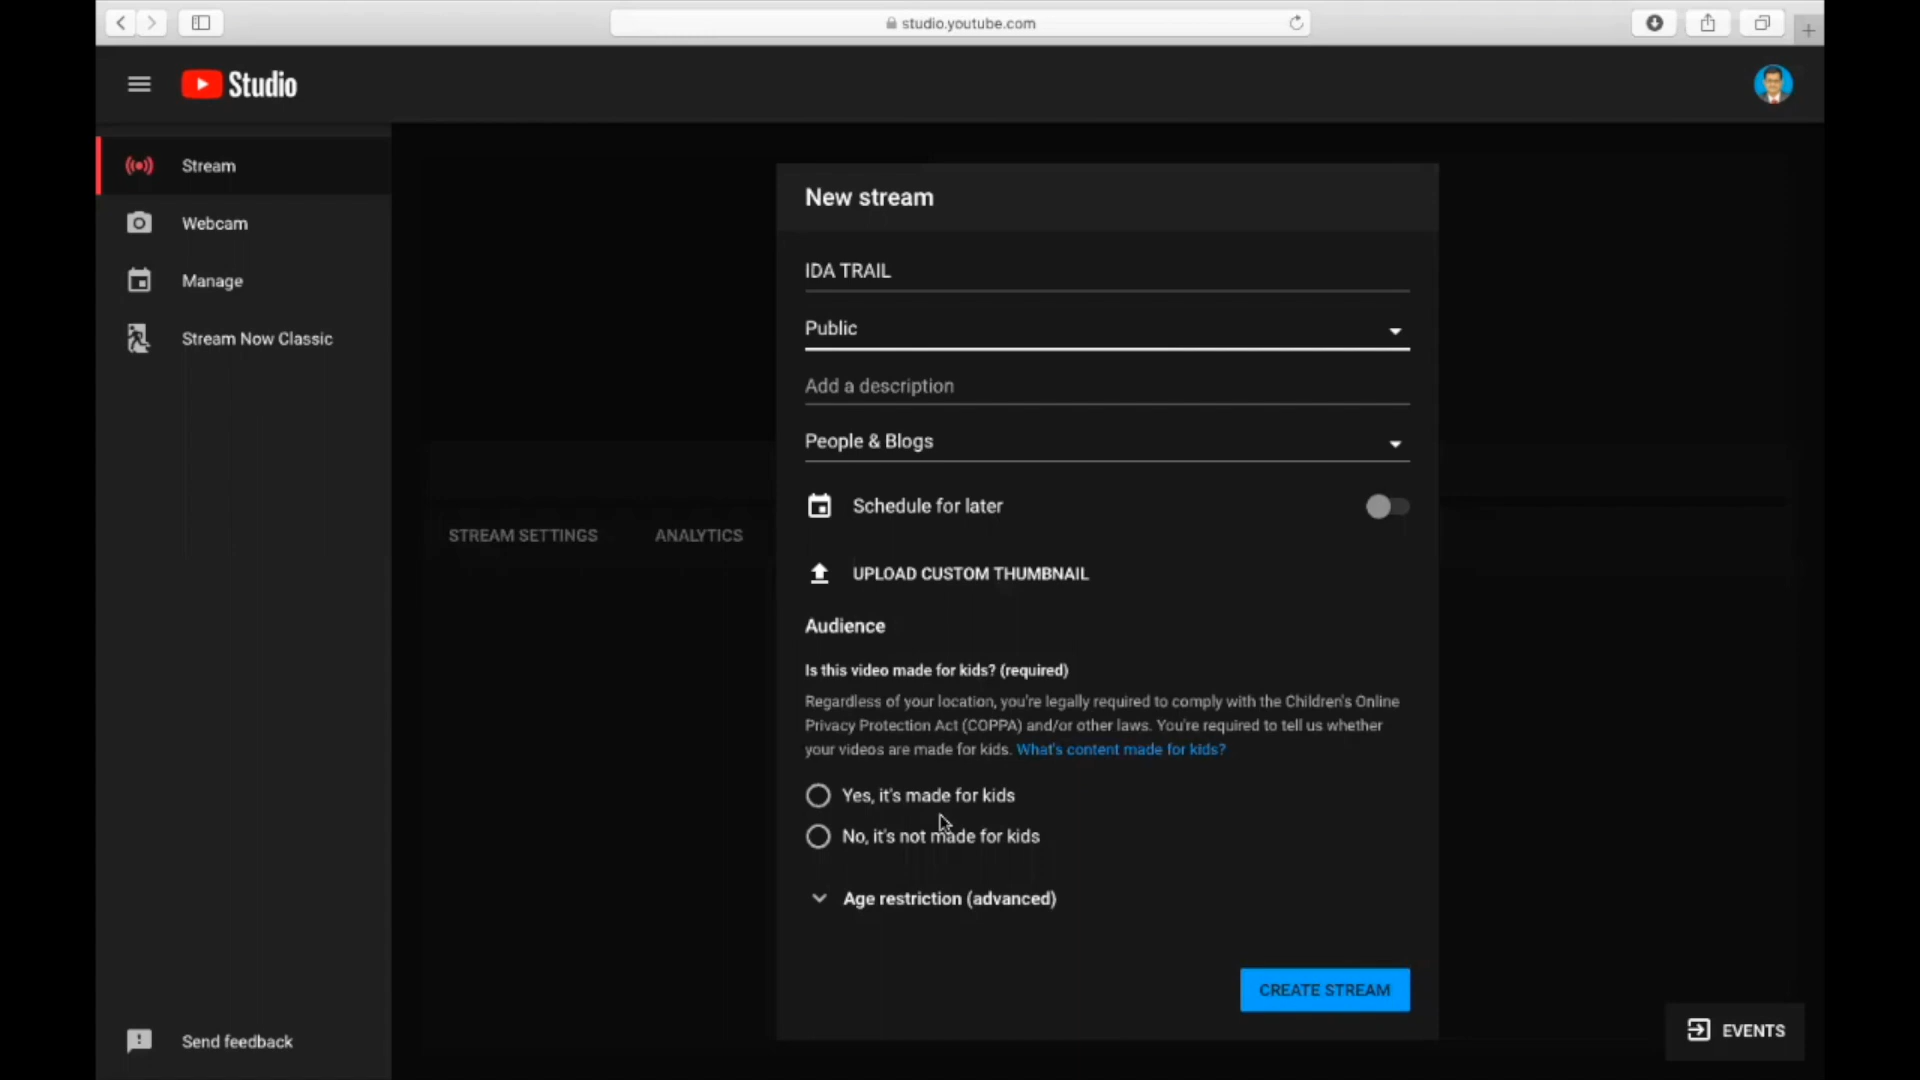 studio.youtube.com
Studio
Stream
Webcam
Manage
Stream Now Classic
New stream
IDA TRAIL
Public
Add a description
People & Blogs
Schedule for later
STREAM SETTINGS
ANALYTICS
UPLOAD CUSTOM THUMBNAIL
Audience
Is this video made for kids? (required)
Regardless of your location, you're legally required to comply with the Children's Online
Privacy Protection Act (COPPA) and/or other laws. You're required to tell us whether
your videos are made for kids. What's content made for kids?
Yes, it's made for kids
No, it's not made for kids
Age restriction (advanced)
CREATE STREAM
EVENTS
Send feedback